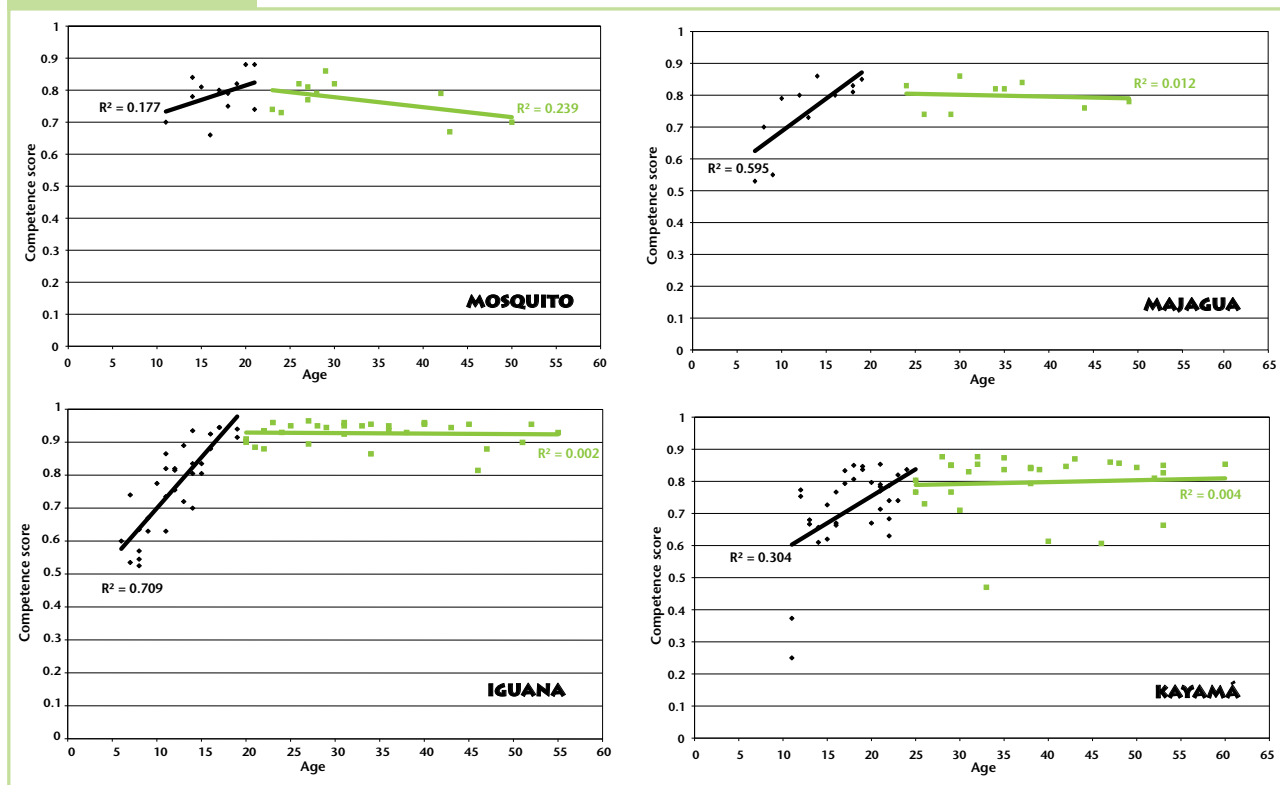 1
0.9
0.8
0.7
0.6
0.5
0.4
0.3
0.2
0.1
0
Competence score
R² = 0.177
R² = 0.239
MOSQUITO
0 5 10 15 20 25 30 35 40 45 50 55 60
Age
1
0.9
0.8
0.7
0.6
0.5
0.4
0.3
0.2
0.1
0
Competence score
R² = 0.012
R² = 0.595
MAJAGUA
0 5 10 15 20 25 30 35 40 45 50 55 60 65
Age
1
0.9
0.8
0.7
0.6
0.5
0.4
0.3
0.2
0.1
0
Competence score
R² = 0.002
R² = 0.709
IGUANA
0 5 10 15 20 25 30 35 40 45 50 55 60
Age
1
0.9
0.8
0.7
0.6
0.5
0.4
0.3
0.2
0.1
0
Competence score
R² = 0.004
R² = 0.304
KAYAMÁ
0 5 10 15 20 25 30 35 40 45 50 55 60 65
Age